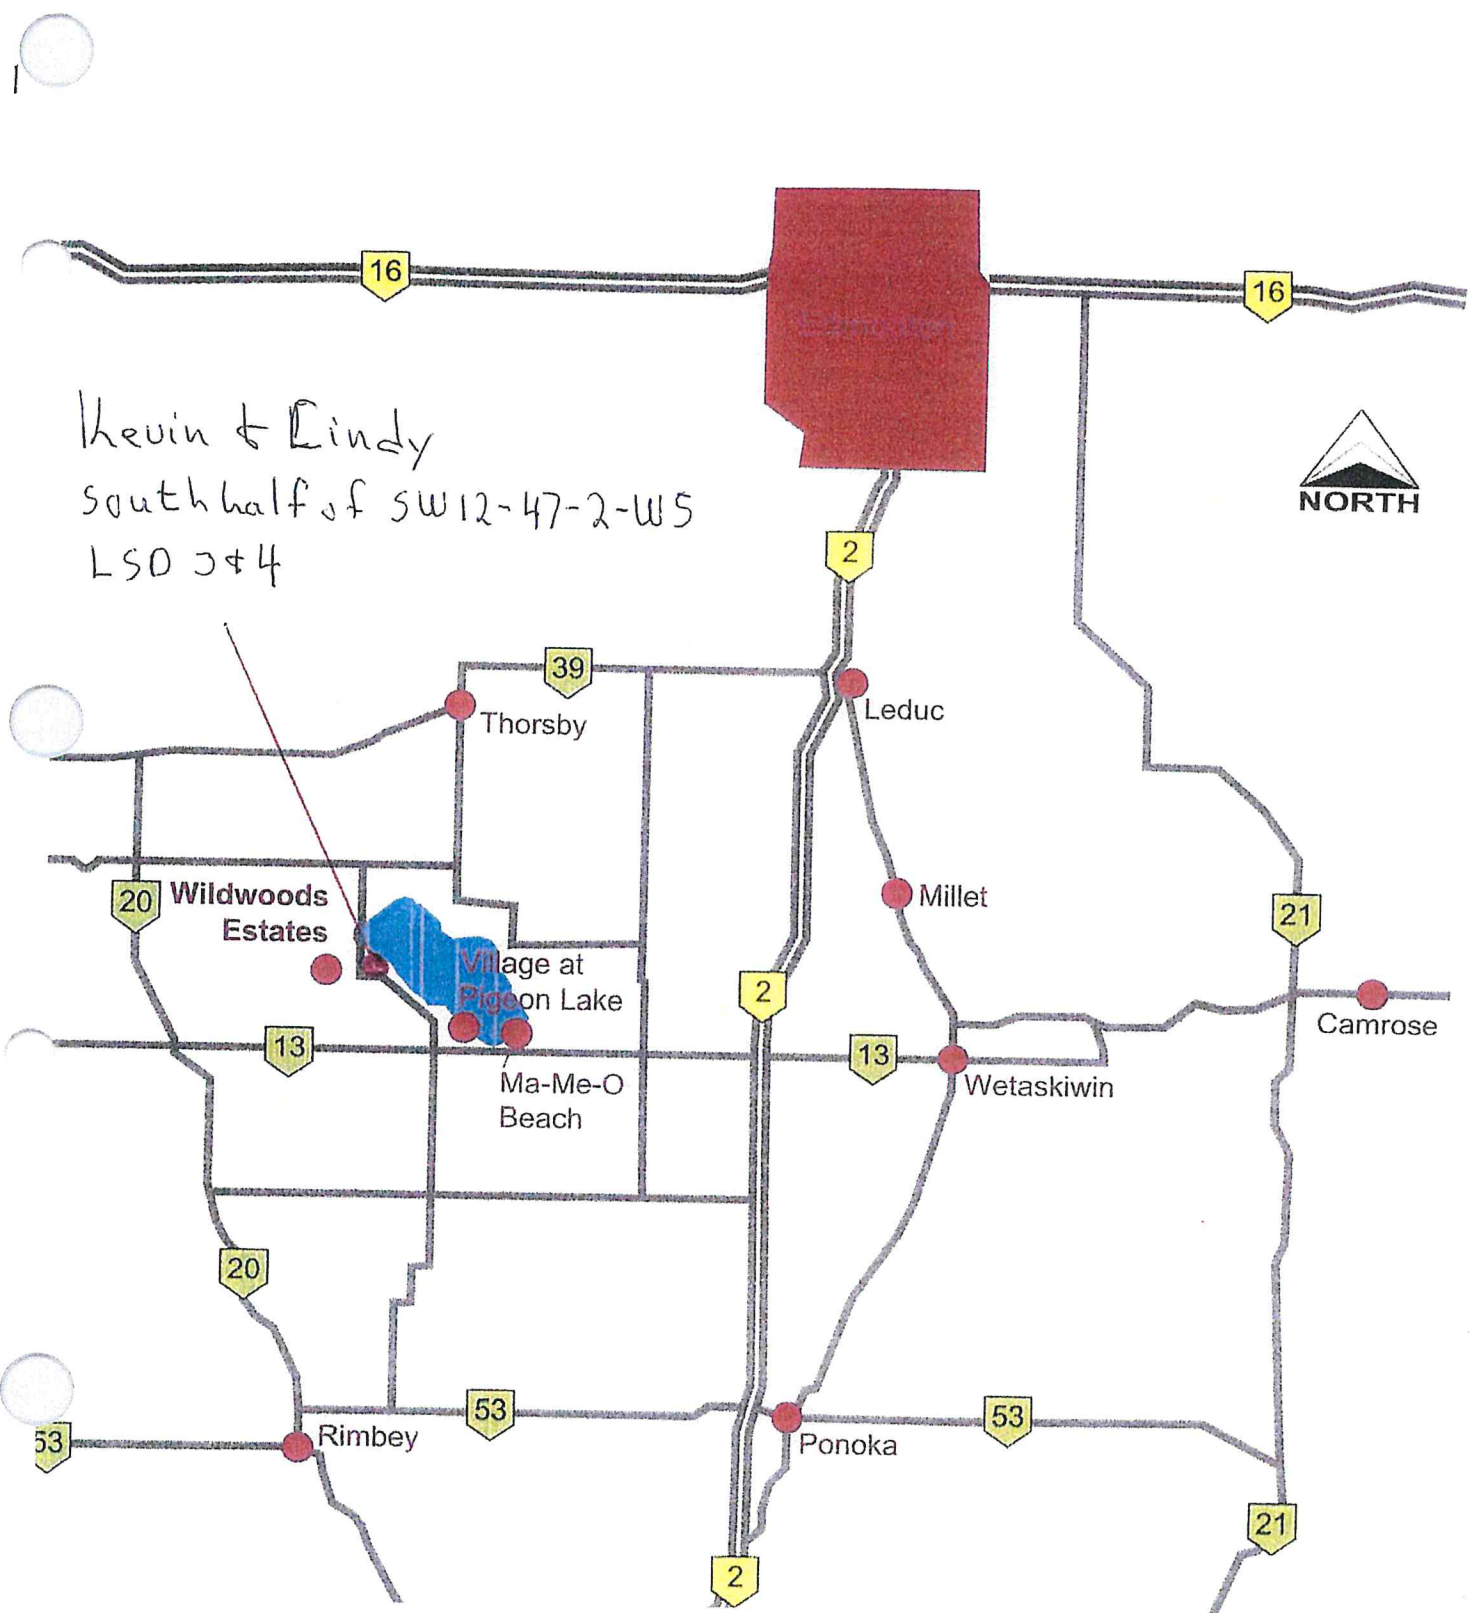 16
16
Kevin & Cindy
south half of SW12-47-2-W5
LSD 3&4
NORTH
2
39
Leduc
Thorsby
20
Wildwoods
Estates
Millet
21
Village at
Pigeon Lake
2
Camrose
13
13
Ma-Me-O
Beach
Wetaskiwin
20
53
53
53
Rimbey
Ponoka
21
2